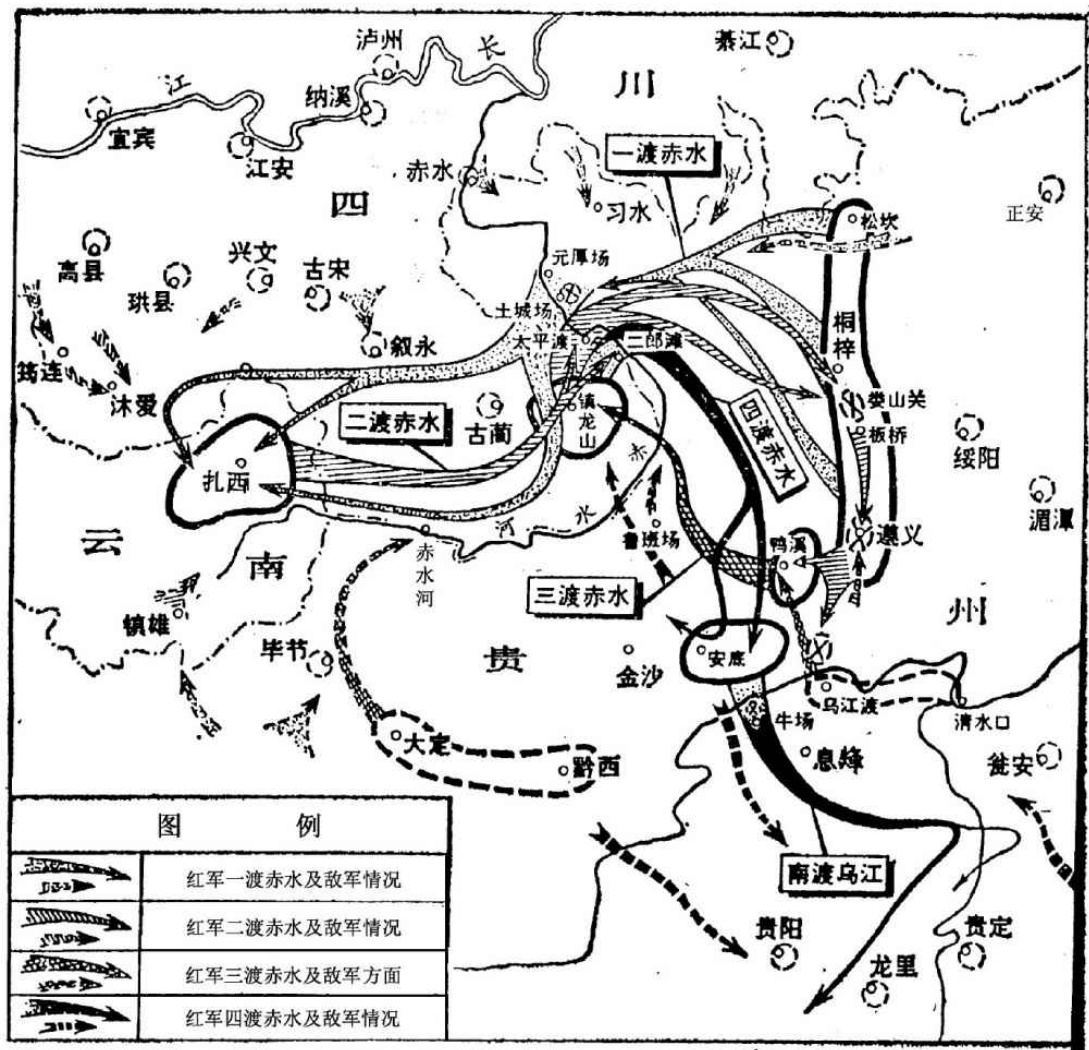 綦江
泸州
长
江
川
纳溪
宜宾
江安
一渡赤水
赤水
四
习水
正安
松坎
高县
兴文
珙县
古宋
元厚场
土城场
桐梓
筠连
叙永
太平渡
二郎滩
沐爱
娄山关
板桥
二渡赤水
古蔺
镇龙山
四渡赤水
绥阳
扎西
赤
水
河
湄潭
鲁班场
遵义
云
南
赤水河
鸭溪
三渡赤水
镇雄
州
毕节
贵
金沙
安底
乌江渡
牛场
清水口
大定
黔西
息烽
瓮安
南渡乌江
贵阳
贵定
龙里
图 例
红军一渡赤水及敌军情况
红军二渡赤水及敌军情况
红军三渡赤水及敌军方面
红军四渡赤水及敌军情况